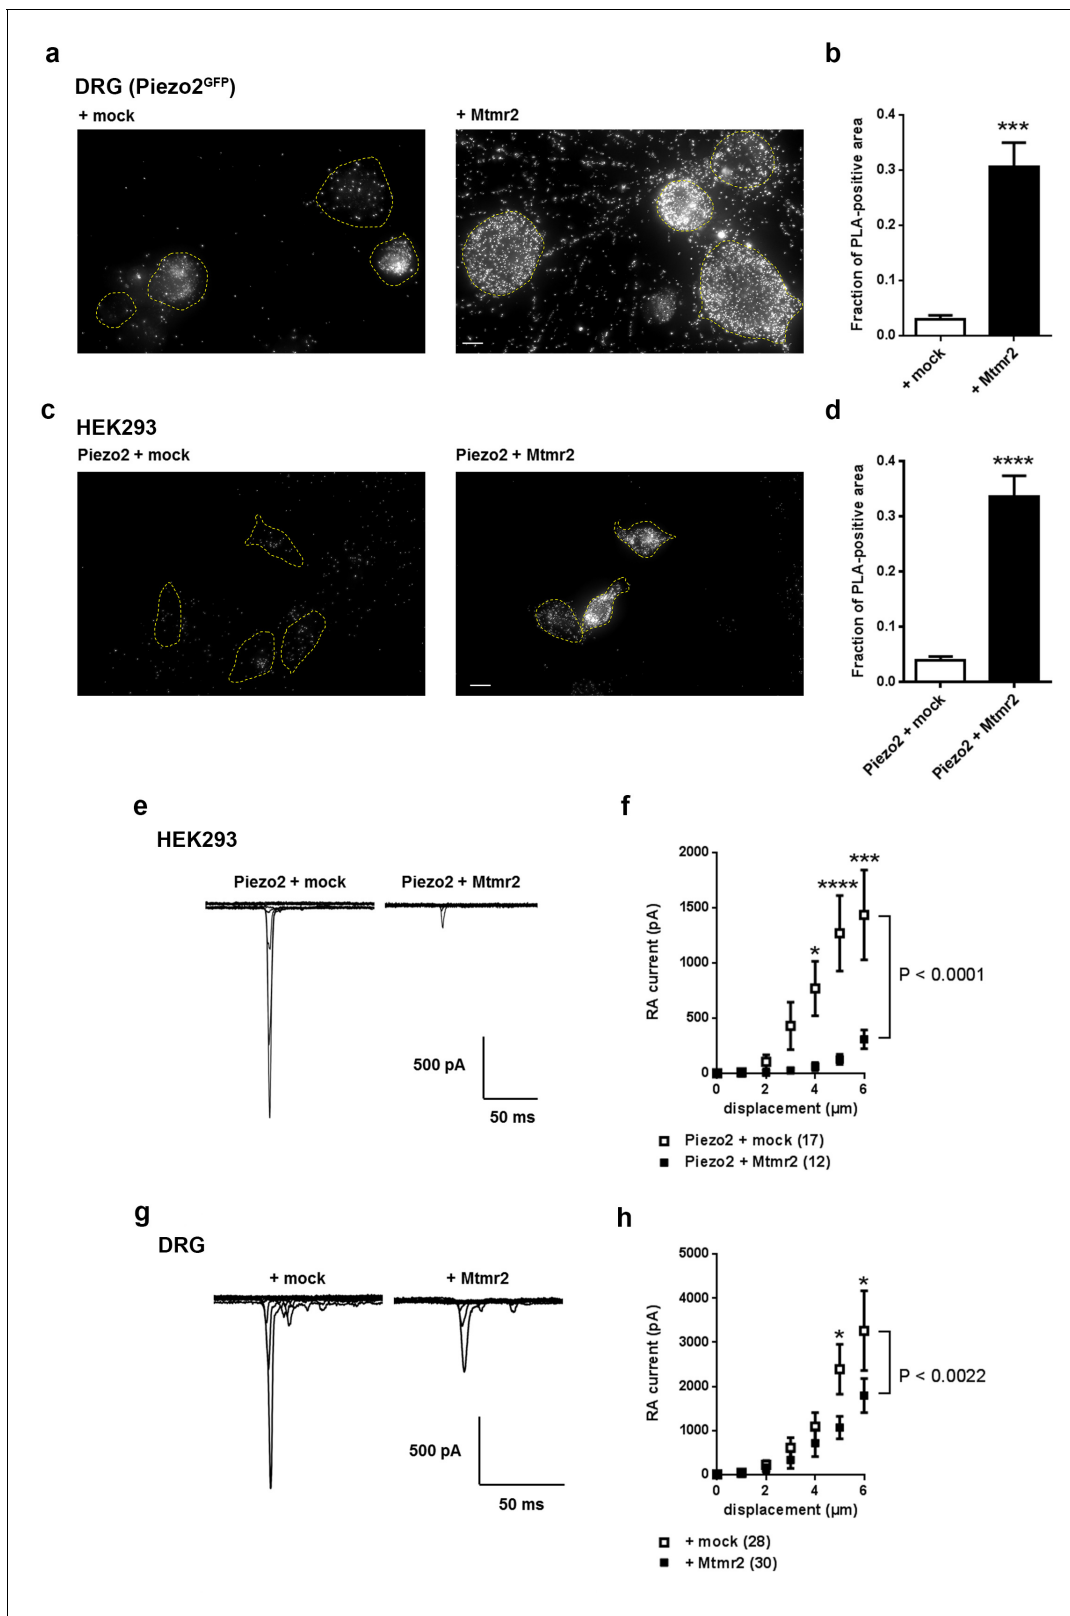 a
DRG (Piezo2GFP)
+ mock
+ Mtmr2
b
Fraction of PLA-positive area
0.4
0.3
0.1
0.0
***
+ mock
+ Mtmr2
c
HEK293
Piezo2 + mock
Piezo2 + Mtmr2
d
Fraction of PLA-positive area
0.4
0.3
0.2
0.1
0.0
****
Piezo2 + mock
Piezo2 + Mtmr2
e
HEK293
Piezo2 + mock
Piezo2 + Mtmr2
500 pA
50 ms
f
RA current (pA)
2000
1500
1000
500
0
*
****
***
P < 0.0001
0 2 4 6
displacement (µm)
Piezo2 + mock (17)
Piezo2 + Mtmr2 (12)
g
DRG
+ mock
+ Mtmr2
500 pA
50 ms
h
RA current (pA)
5000
4000
3000
2000
1000
0
*
*
P < 0.0022
0 2 4 6
displacement (µm)
+ mock (28)
+ Mtmr2 (30)